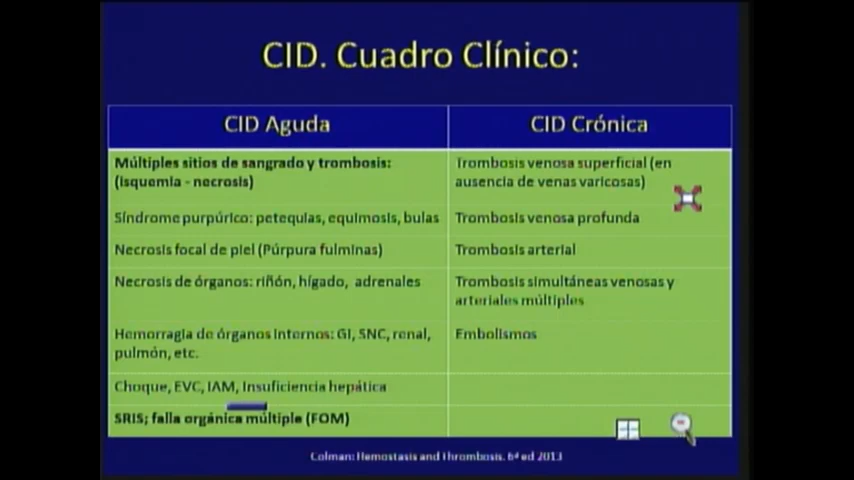 CID. Cuadro Clínico:
CID Aguda
CID Crónica
Múltiples sitios de sangrado y trombosis:
(isquemia - necrosis)
Trombosis venosa superficial (en
ausencia de venas varicosas)
Síndrome purpúrico: petequias, equimosis, bulas
Trombosis venosa profunda
Necrosis focal de piel (Púrpura fulminas)
Trombosis arterial
Necrosis de órganos: riñón, hígado, adrenales
Trombosis simultáneas venosas y
arteriales múltiples
Hemorragia de órganos internos: GI, SNC, renal,
pulmón, etc.
Embolismos
Choque, EVC, IAM, Insuficiencia hepática
SRIS; falla orgánica múltiple (FOM)
Colman: Hemostasis and Thrombosis. 6ª ed 2013